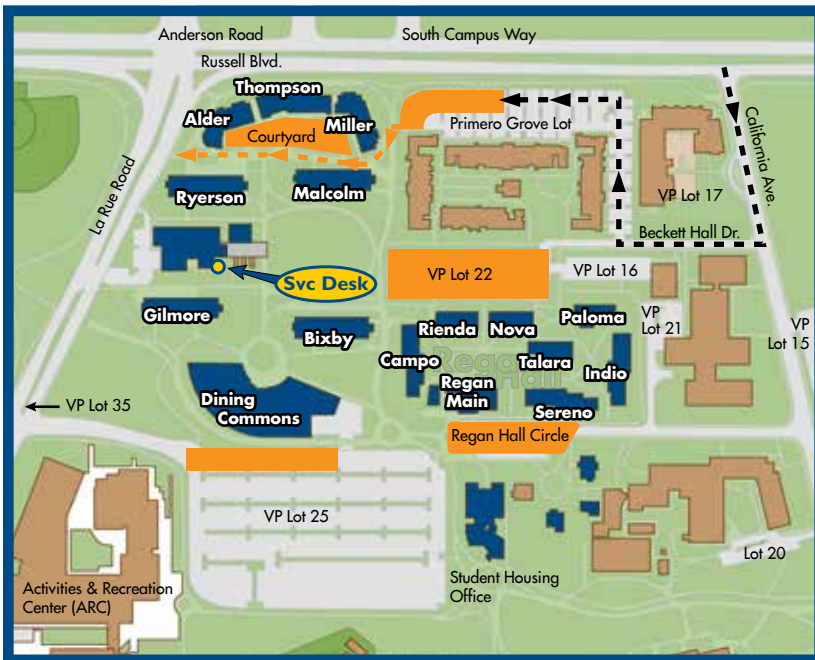 Anderson Road
South Campus Way
Russell Blvd.
Thompson
Alder
Miller
Courtyard
Primero Grove Lot
California Ave.
La Rue Road
Ryerson
Malcolm
VP Lot 17
Beckett Hall Dr.
VP Lot 22
VP Lot 16
Svc Desk
Gilmore
Bixby
Rienda
Nova
Paloma
VP
Lot 21
VP
Lot 15
Campo
Regan
Hall
Talara
Indio
Regan
Main
Sereno
Dining
Commons
VP Lot 35
Regan Hall Circle
VP Lot 25
Lot 20
Student Housing
Office
Activities & Recreation
Center (ARC)